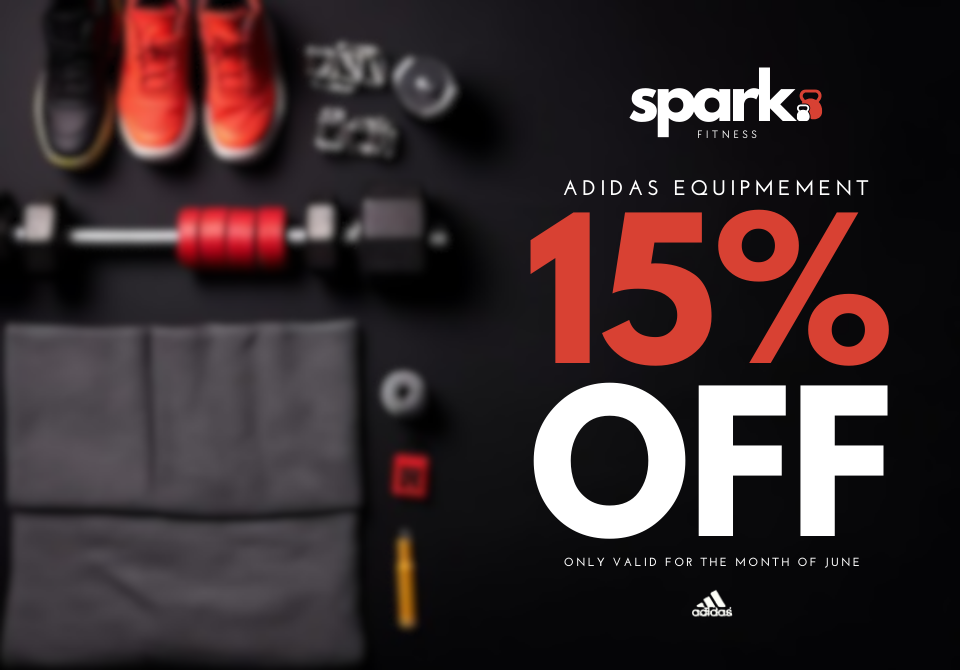 spark
FITNESS
ADIDAS EQUIPMEMENT
15%
OFF
ONLY VALID FOR THE MONTH OF JUNE
adidas